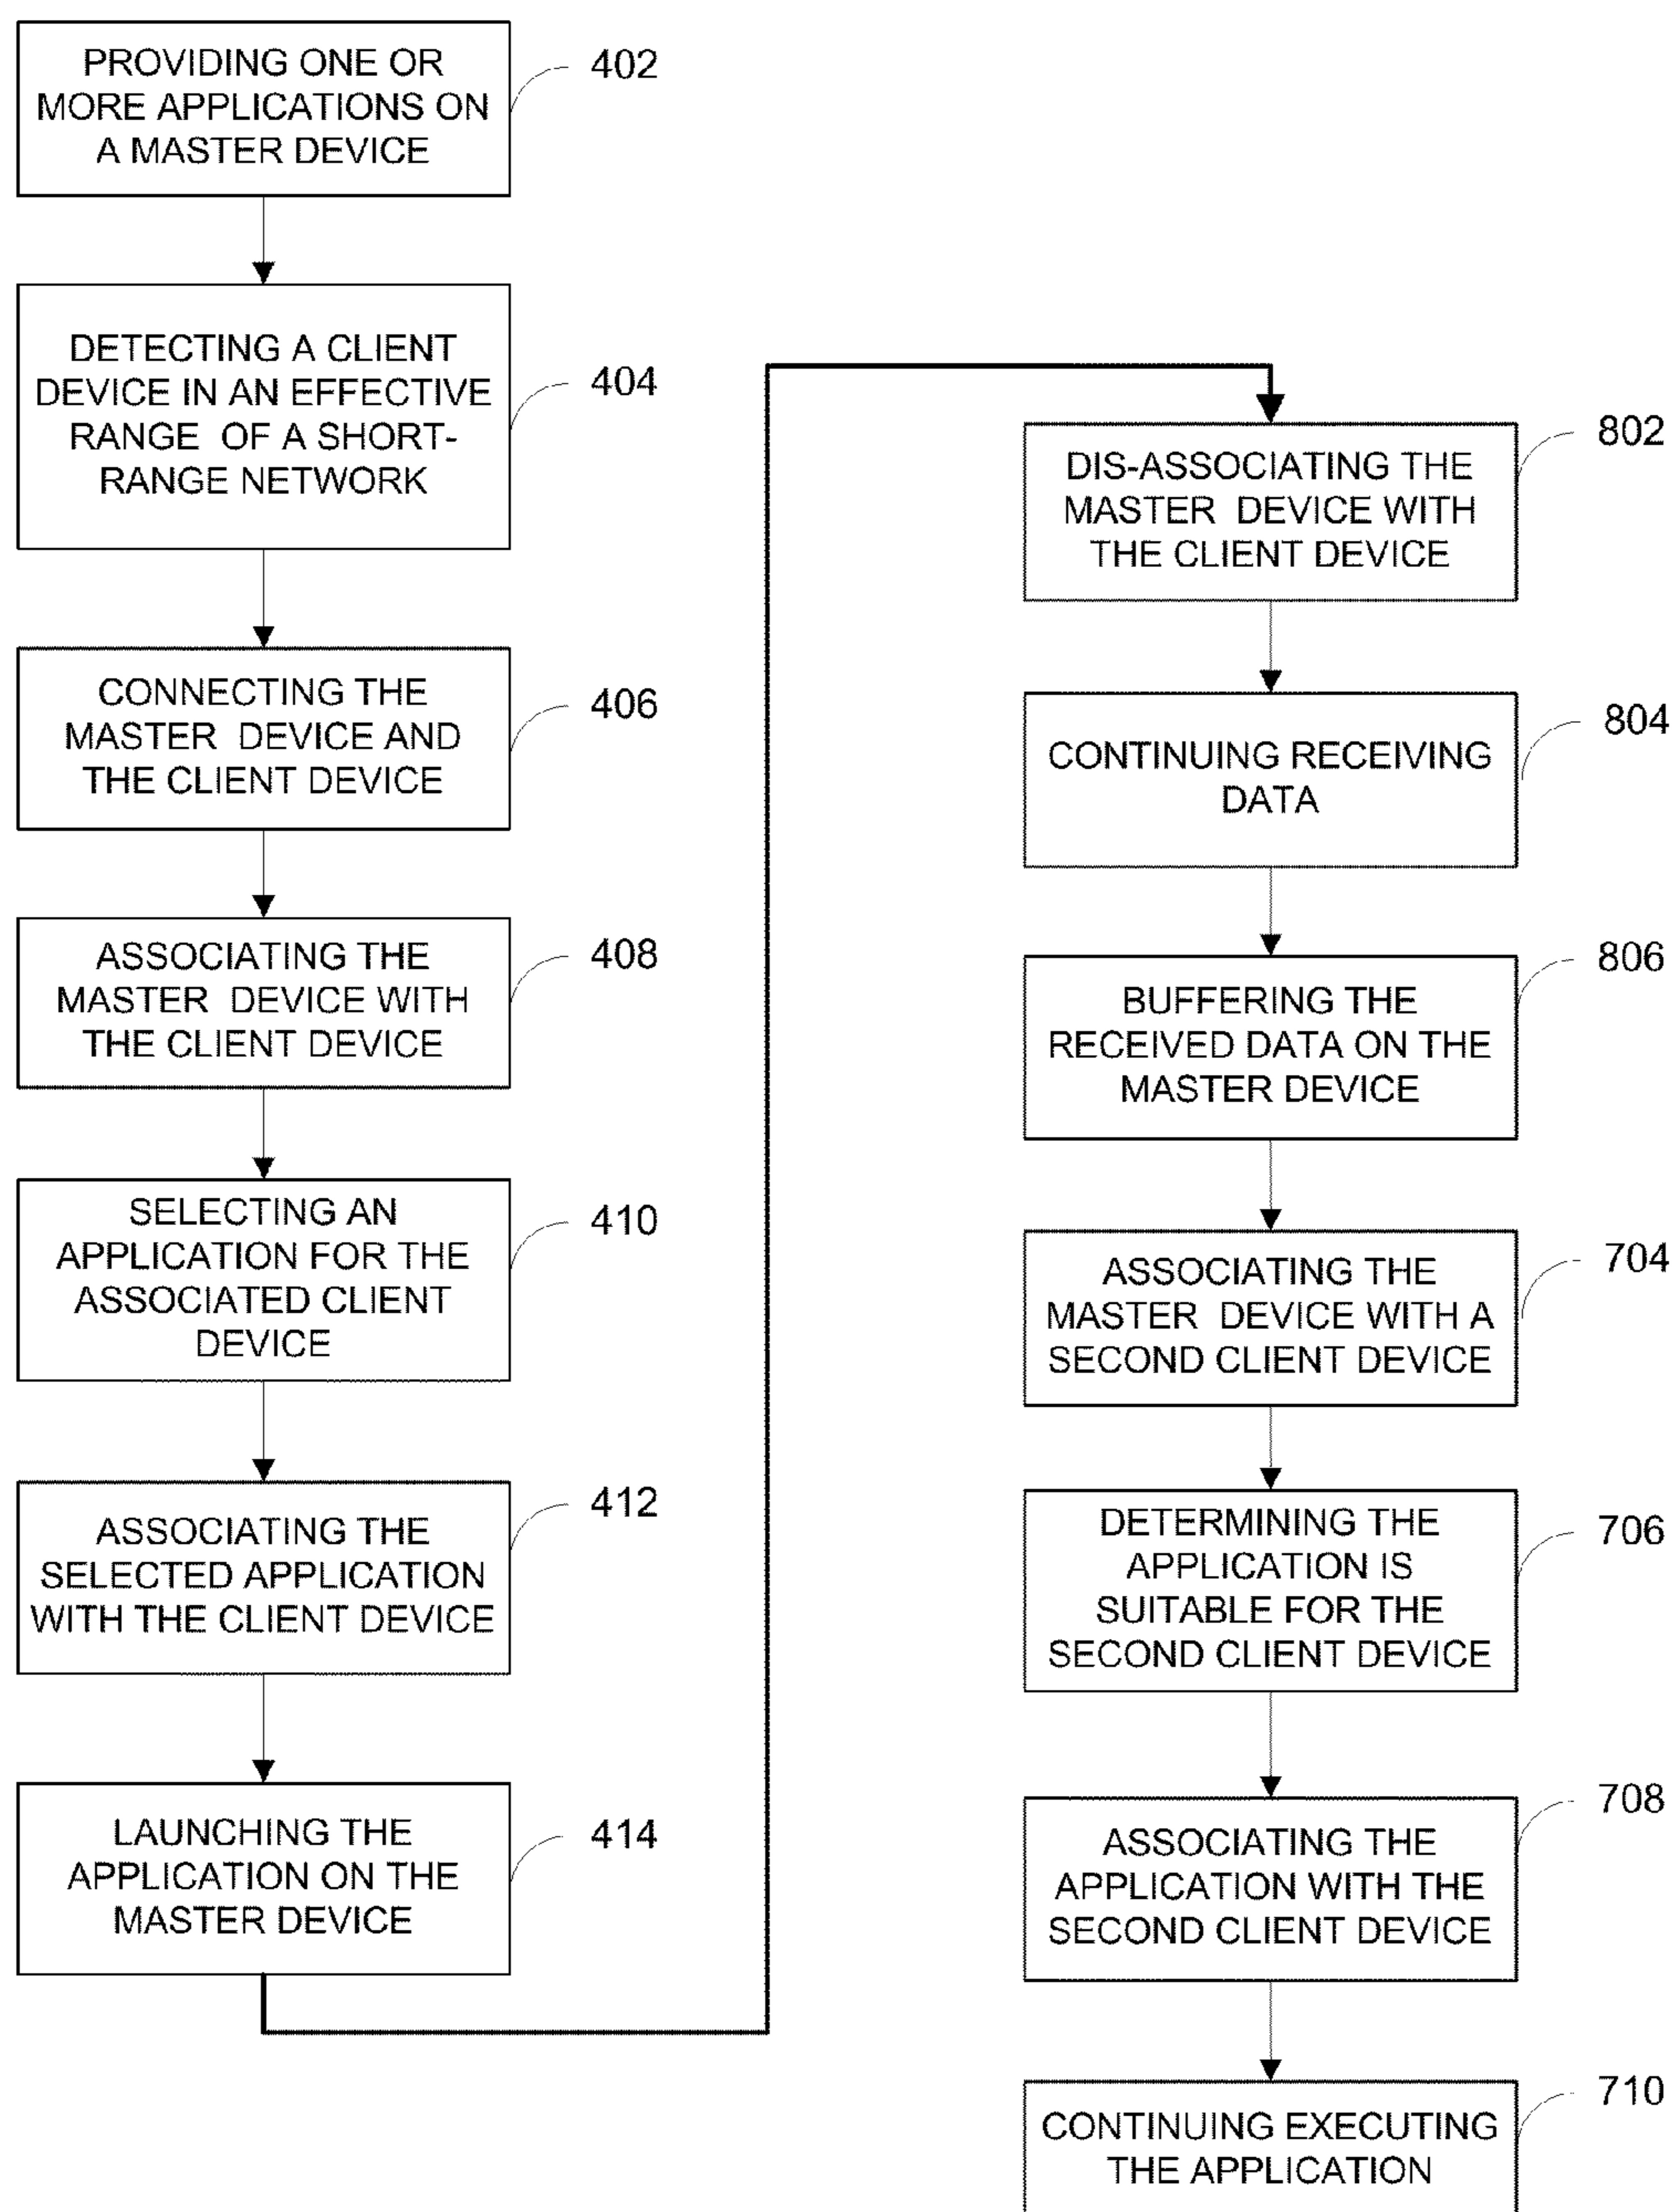 PROVIDING ONE OR
MORE APPLICATIONS ON
A MASTER DEVICE
402
DETECTING A CLIENT
DEVICE IN AN EFFECTIVE
RANGE OF A SHORT-
RANGE NETWORK
404
CONNECTING THE
MASTER DEVICE AND
THE CLIENT DEVICE
406
ASSOCIATING THE
MASTER DEVICE WITH
THE CLIENT DEVICE
408
SELECTING AN
APPLICATION FOR THE
ASSOCIATED CLIENT
DEVICE
410
ASSOCIATING THE
SELECTED APPLICATION
WITH THE CLIENT DEVICE
412
LAUNCHING THE
APPLICATION ON THE
MASTER DEVICE
414
DIS-ASSOCIATING THE
MASTER DEVICE WITH
THE CLIENT DEVICE
802
CONTINUING RECEIVING
DATA
804
BUFFERING THE
RECEIVED DATA ON THE
MASTER DEVICE
806
ASSOCIATING THE
MASTER DEVICE WITH A
SECOND CLIENT DEVICE
704
DETERMINING THE
APPLICATION IS
SUITABLE FOR THE
SECOND CLIENT DEVICE
706
ASSOCIATING THE
APPLICATION WITH THE
SECOND CLIENT DEVICE
708
CONTINUING EXECUTING
THE APPLICATION
710